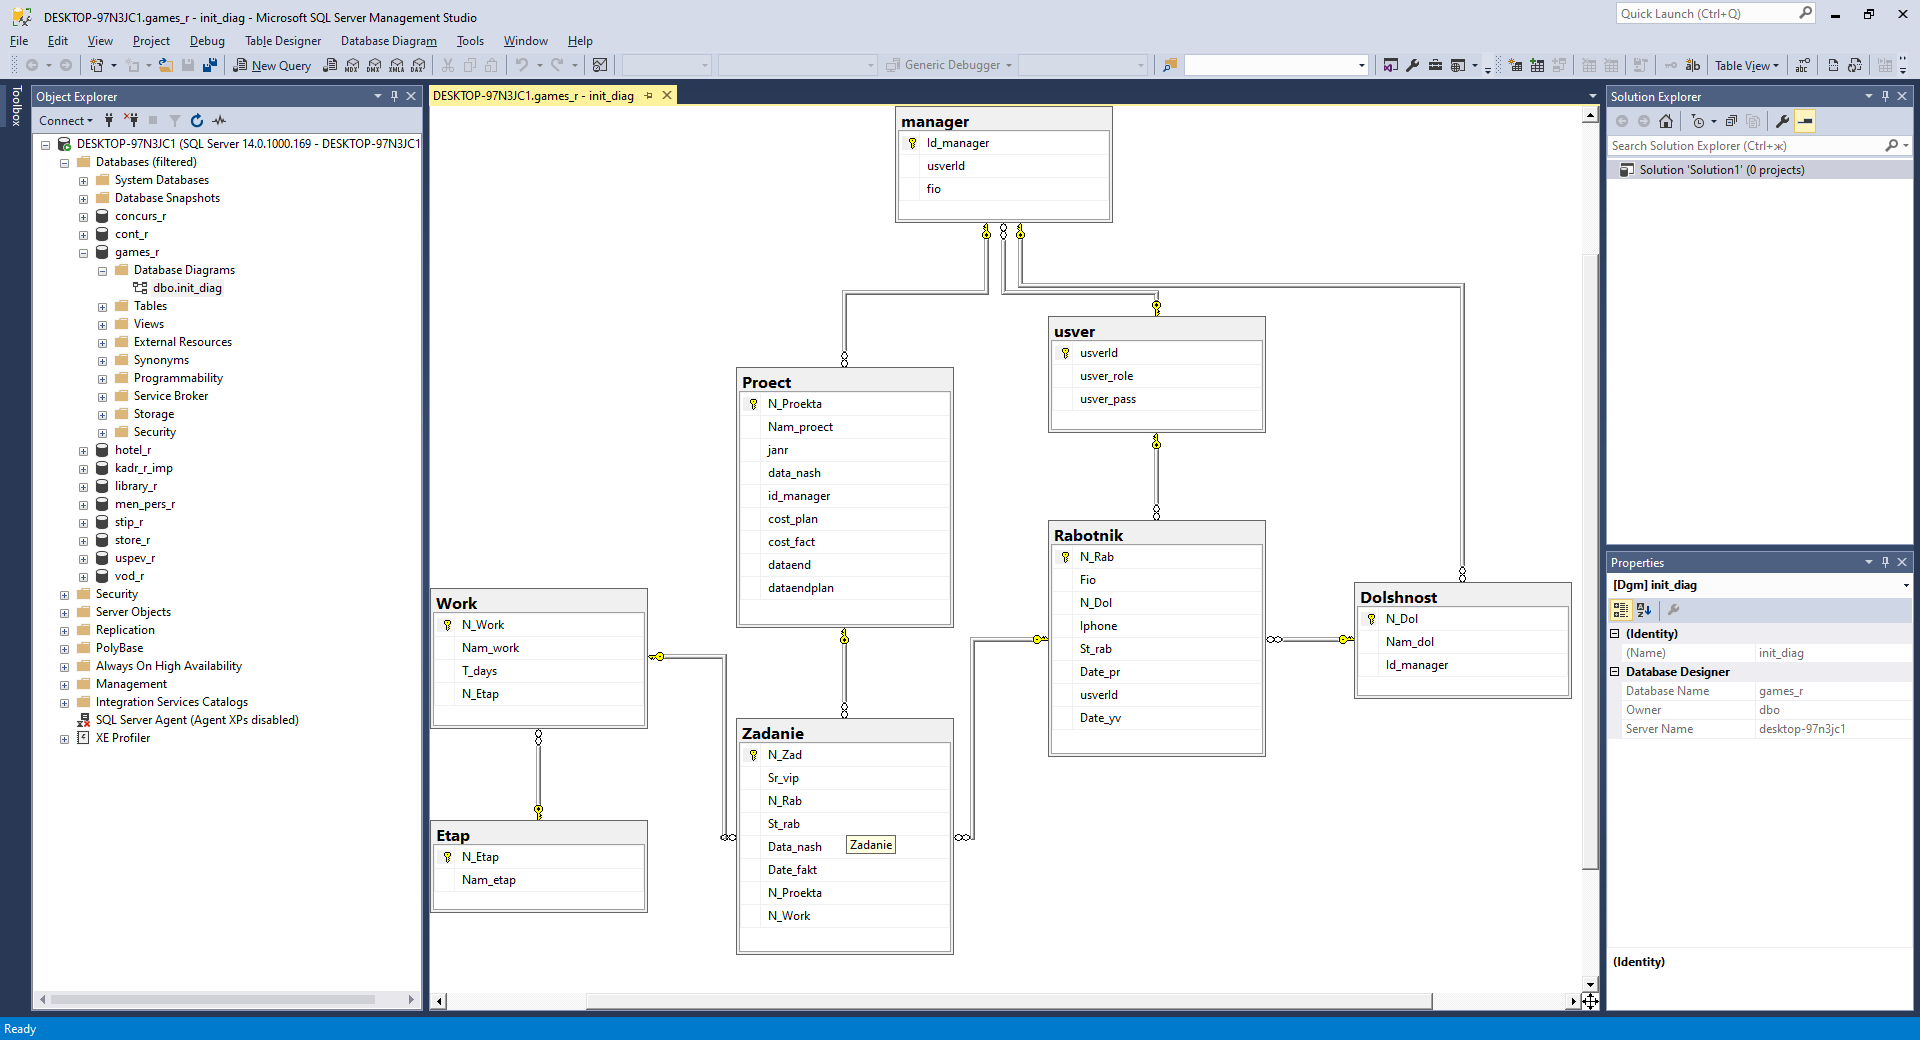 DESKTOP-97N3JC1.games_r - init_diag - Microsoft SQL Server Management Studio
Quick Launch (Ctrl+Q)
File Edit View Project Debug Table Designer Database Diagram Tools Window Help
New Query
MDX DMX XMLA DAX
Generic Debugger
Table View
Toolbox
Object Explorer
Connect
DESKTOP-97N3JC1 (SQL Server 14.0.1000.169 - DESKTOP-97N3JC1
Databases (filtered)
System Databases
Database Snapshots
concurs_r
cont_r
games_r
Database Diagrams
dbo.init_diag
Tables
Views
External Resources
Synonyms
Programmability
Service Broker
Storage
Security
hotel_r
kadr_r_imp
library_r
men_pers_r
stip_r
store_r
uspev_r
vod_r
Security
Server Objects
Replication
PolyBase
Always On High Availability
Management
Integration Services Catalogs
SQL Server Agent (Agent XPs disabled)
XE Profiler
DESKTOP-97N3JC1.games_r - init_diag
manager
Id_manager
usverId
fio
usver
usverId
usver_role
usver_pass
Proect
N_Proekta
Nam_proect
janr
data_nash
id_manager
cost_plan
cost_fact
dataend
dataendplan
Rabotnik
N_Rab
Fio
N_Dol
Iphone
St_rab
Date_pr
usverId
Date_yv
Dolshnost
N_Dol
Nam_dol
Id_manager
Work
N_Work
Nam_work
T_days
N_Etap
Zadanie
N_Zad
Sr_vip
N_Rab
St_rab
Data_nash
Date_fakt
N_Proekta
N_Work
Zadanie
Etap
N_Etap
Nam_etap
Solution Explorer
Search Solution Explorer (Ctrl+ж)
Solution 'Solution1' (0 projects)
Properties
[Dgm] init_diag
(Identity)
(Name) init_diag
Database Designer
Database Name games_r
Owner dbo
Server Name desktop-97n3jc1
(Identity)
Ready